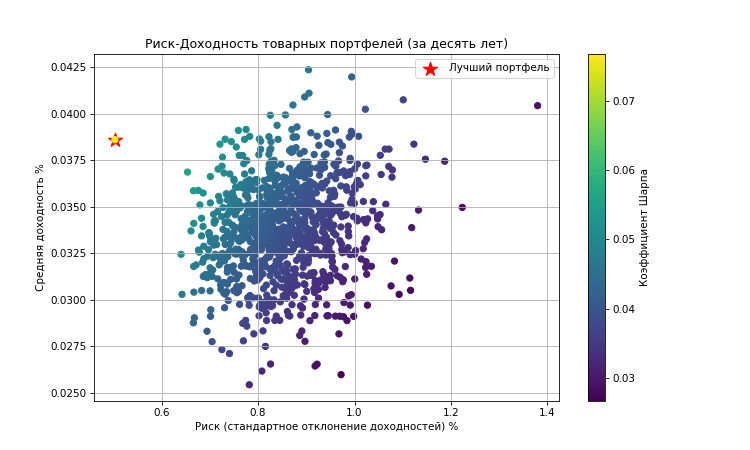 Риск-Доходность товарных портфелей (за десять лет)
Лучший портфель
0.0425
0.0400
0.0375
0.0350
0.0325
0.0300
0.0275
0.0250
Средняя доходность %
0.6 0.8 1.0 1.2 1.4
Риск (стандартное отклонение доходностей) %
0.07
0.06
0.05
0.04
0.03
Коэффициент Шарпа